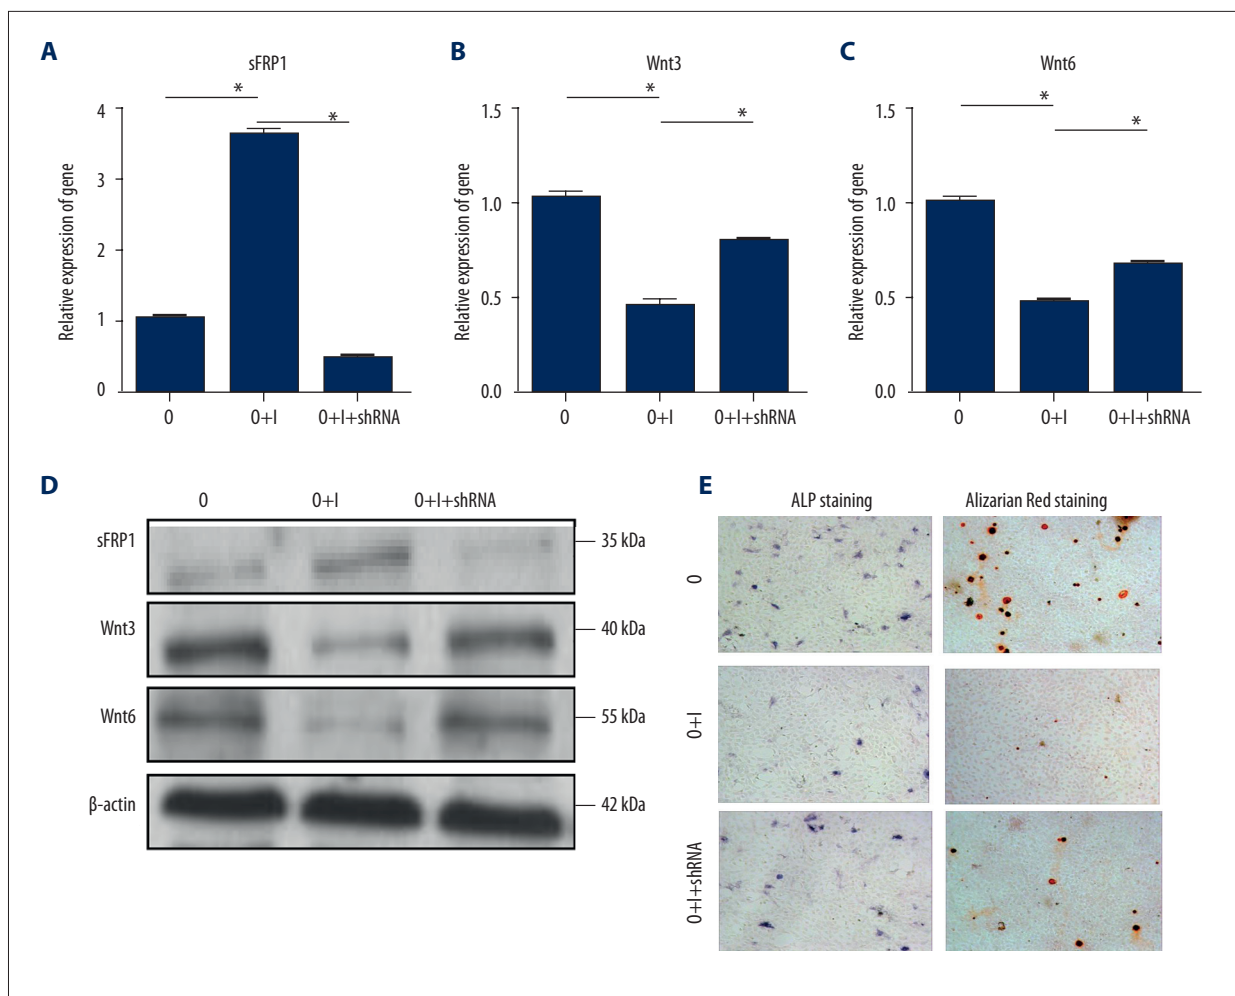 A
sFRP1
*
*
4
3
2
1
0
Relative expression of gene
0
0+I
0+I+shRNA
B
Wnt3
*
*
1.5
1.0
0.5
0.0
Relative expression of gene
0
0+I
0+I+shRNA
C
Wnt6
*
*
1.5
1.0
0.5
0.0
Relative expression of gene
0
0+I
0+I+shRNA
D
0 0+I 0+I+shRNA
sFRP1 35 kDa
Wnt3 40 kDa
Wnt6 55 kDa
β-actin 42 kDa
E
ALP staining Alizarian Red staining
0
0+I
0+I+shRNA